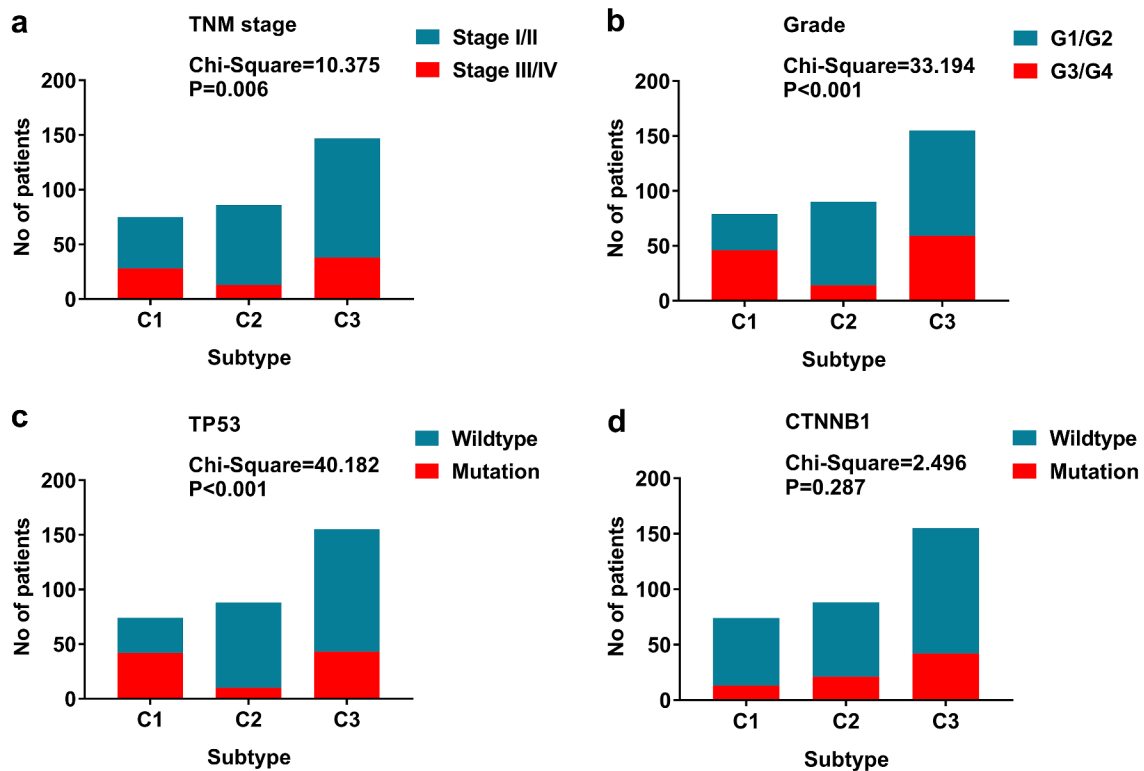 a
TNM stage
Chi-Square=10.375
P=0.006
Stage I/II
Stage III/IV
No of patients
200
150
100
50
0
C1 C2 C3
Subtype
b
Grade
Chi-Square=33.194
P<0.001
G1/G2
G3/G4
No of patients
200
150
100
50
0
C1 C2 C3
Subtype
c
TP53
Chi-Square=40.182
P<0.001
Wildtype
Mutation
No of patients
200
150
100
50
0
C1 C2 C3
Subtype
d
CTNNB1
Chi-Square=2.496
P=0.287
Wildtype
Mutation
No of patients
200
150
100
50
0
C1 C2 C3
Subtype